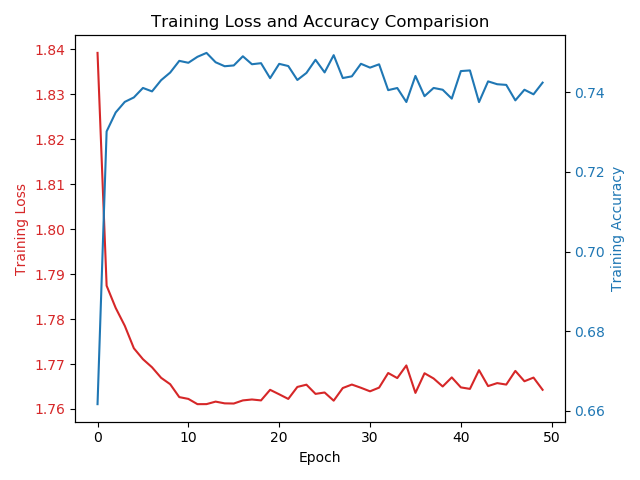 Training Loss and Accuracy Comparision
1.84
1.83
1.82
1.81
1.80
1.79
1.78
1.77
1.76
Training Loss
0.74
0.72
0.70
0.68
0.66
Training Accuracy
0 10 20 30 40 50
Epoch